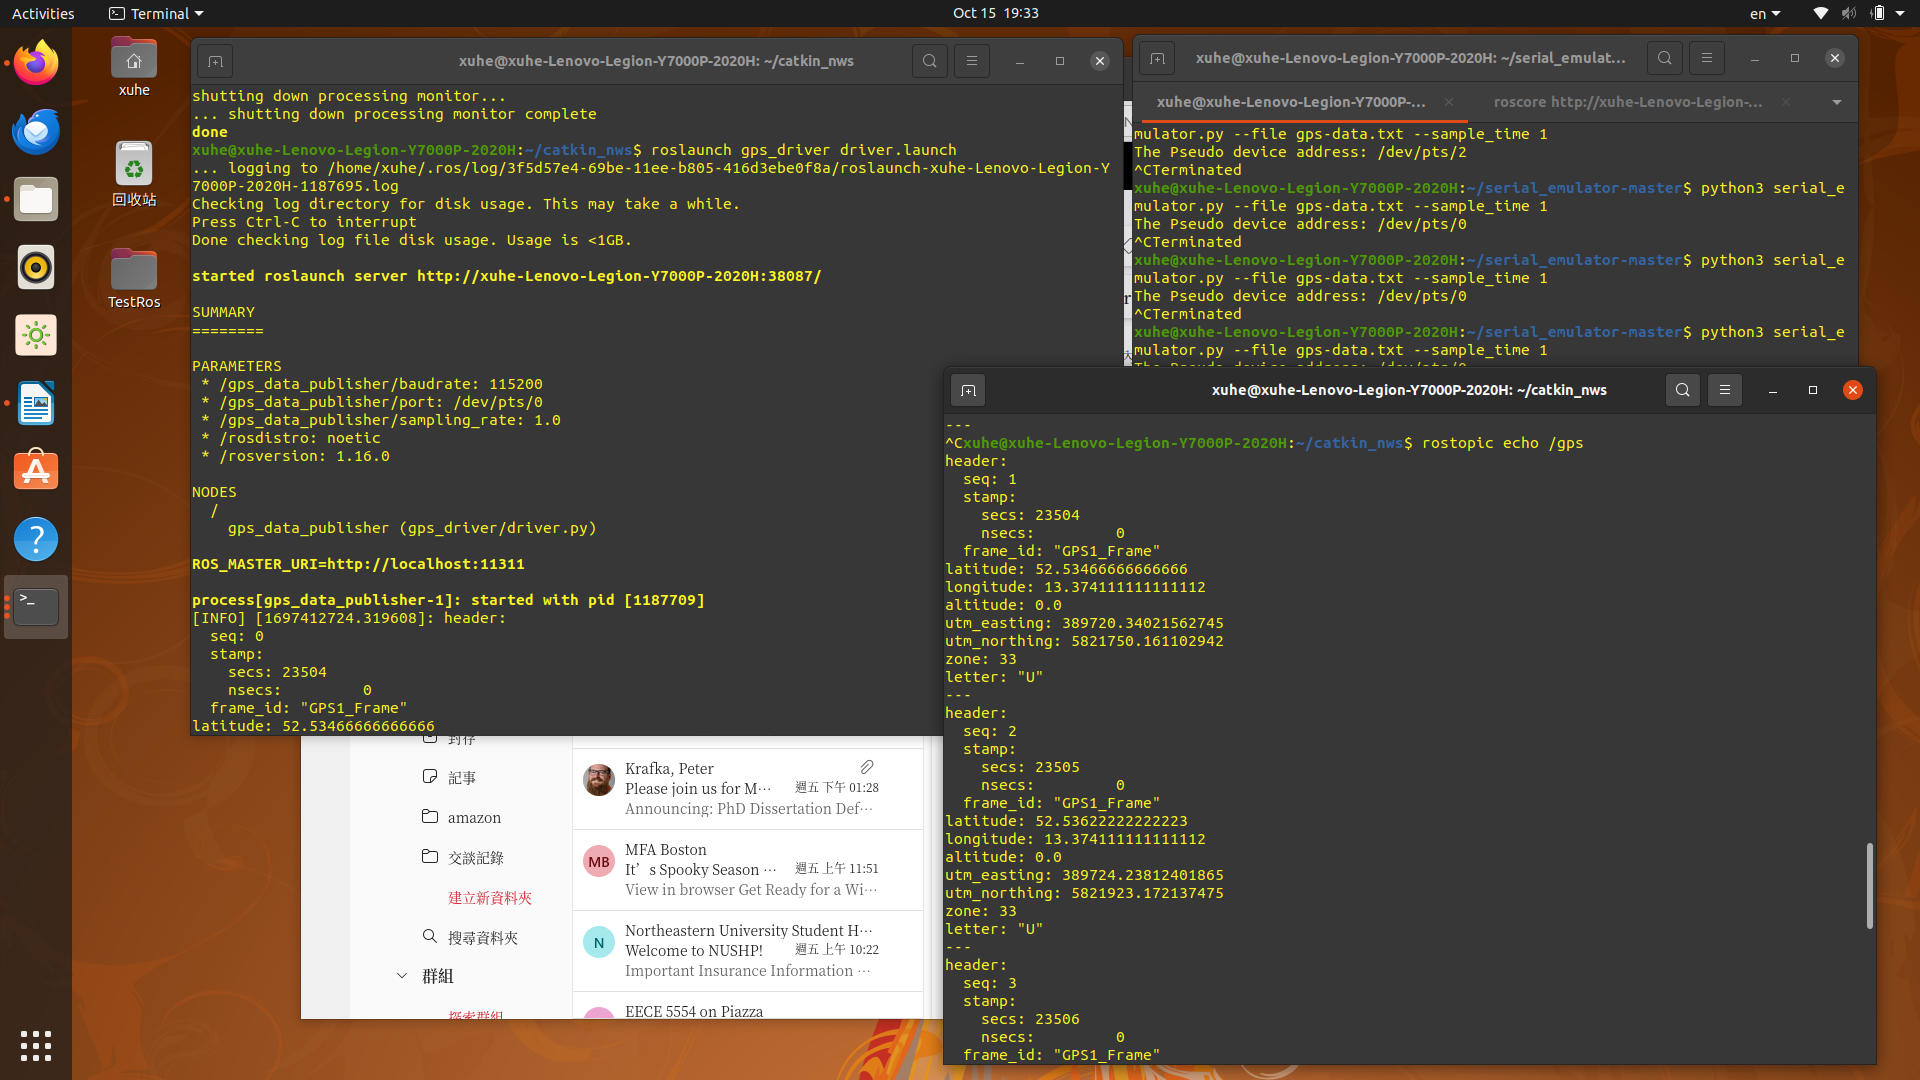 Activities
Terminal
Oct 15 19:33
en
xuhe
回收站
TestRos
xuhe@xuhe-Lenovo-Legion-Y7000P-2020H: ~/catkin_nws
shutting down processing monitor...
... shutting down processing monitor complete
done
xuhe@xuhe-Lenovo-Legion-Y7000P-2020H:~/catkin_nws$ roslaunch gps_driver driver.launch
... logging to /home/xuhe/.ros/log/3f5d57e4-69be-11ee-b805-416d3ebe0f8a/roslaunch-xuhe-Lenovo-Legion-Y
7000P-2020H-1187695.log
Checking log directory for disk usage. This may take a while.
Press Ctrl-C to interrupt
Done checking log file disk usage. Usage is <1GB.
started roslaunch server http://xuhe-Lenovo-Legion-Y7000P-2020H:38087/
SUMMARY
========
PARAMETERS
* /gps_data_publisher/baudrate: 115200
* /gps_data_publisher/port: /dev/pts/0
* /gps_data_publisher/sampling_rate: 1.0
* /rosdistro: noetic
* /rosversion: 1.16.0
NODES
/
gps_data_publisher (gps_driver/driver.py)
ROS_MASTER_URI=http://localhost:11311
process[gps_data_publisher-1]: started with pid [1187709]
[INFO] [1697412724.319608]: header:
seq: 0
stamp:
secs: 23504
nsecs: 0
frame_id: "GPS1_Frame"
latitude: 52.53466666666666
xuhe@xuhe-Lenovo-Legion-Y7000P-2020H: ~/serial_emulat...
xuhe@xuhe-Lenovo-Legion-Y7000P-...
roscore http://xuhe-Lenovo-Legion-...
mulator.py --file gps-data.txt --sample_time 1
The Pseudo device address: /dev/pts/2
^CTerminated
xuhe@xuhe-Lenovo-Legion-Y7000P-2020H:~/serial_emulator-master$ python3 serial_e
mulator.py --file gps-data.txt --sample_time 1
The Pseudo device address: /dev/pts/0
^CTerminated
xuhe@xuhe-Lenovo-Legion-Y7000P-2020H:~/serial_emulator-master$ python3 serial_e
mulator.py --file gps-data.txt --sample_time 1
The Pseudo device address: /dev/pts/0
^CTerminated
xuhe@xuhe-Lenovo-Legion-Y7000P-2020H:~/serial_emulator-master$ python3 serial_e
mulator.py --file gps-data.txt --sample_time 1
The Pseudo device address: /dev/pts/0
xuhe@xuhe-Lenovo-Legion-Y7000P-2020H: ~/catkin_nws
---
^Cxuhe@xuhe-Lenovo-Legion-Y7000P-2020H:~/catkin_nws$ rostopic echo /gps
header:
seq: 1
stamp:
secs: 23504
nsecs: 0
frame_id: "GPS1_Frame"
latitude: 52.53466666666666
longitude: 13.374111111111112
altitude: 0.0
utm_easting: 389720.34021562745
utm_northing: 5821750.161102942
zone: 33
letter: "U"
---
header:
seq: 2
stamp:
secs: 23505
nsecs: 0
frame_id: "GPS1_Frame"
latitude: 52.53622222222223
longitude: 13.374111111111112
altitude: 0.0
utm_easting: 389724.23812401865
utm_northing: 5821923.172137475
zone: 33
letter: "U"
---
header:
seq: 3
stamp:
secs: 23506
nsecs: 0
frame_id: "GPS1_Frame"
封存
記事
amazon
交談記錄
建立新資料夾
搜尋資料夾
群組
探索群組
Krafka, Peter
Please join us for M⋯ 週五 下午 01:28
Announcing: PhD Dissertation Def⋯
MB
MFA Boston
It’s Spooky Season ⋯ 週五 上午 11:51
View in browser Get Ready for a Wi⋯
N
Northeastern University Student H⋯
Welcome to NUSHP! 週五 上午 10:22
Important Insurance Information ⋯
EECE 5554 on Piazza